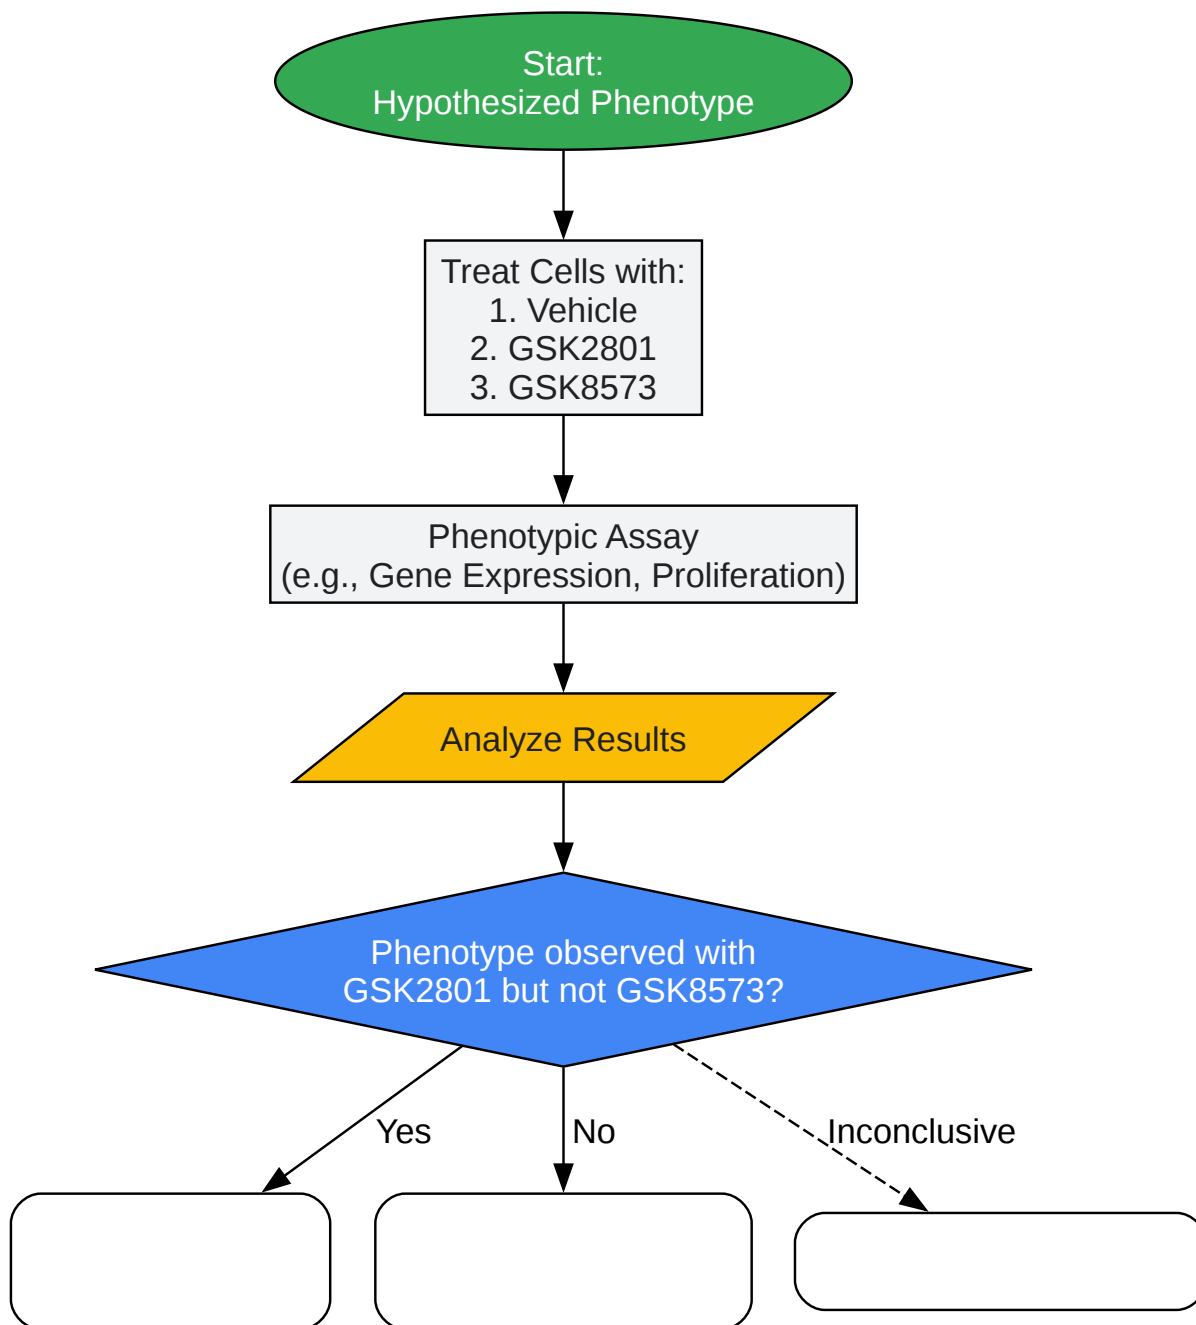 Start:
Hypothesized Phenotype
Treat Cells with:
1. Vehicle
2. GSK2801
3. GSK8573
Phenotypic Assay
(e.g., Gene Expression, Proliferation)
Analyze Results
Phenotype observed with
GSK2801 but not GSK8573?
Yes
No
Inconclusive